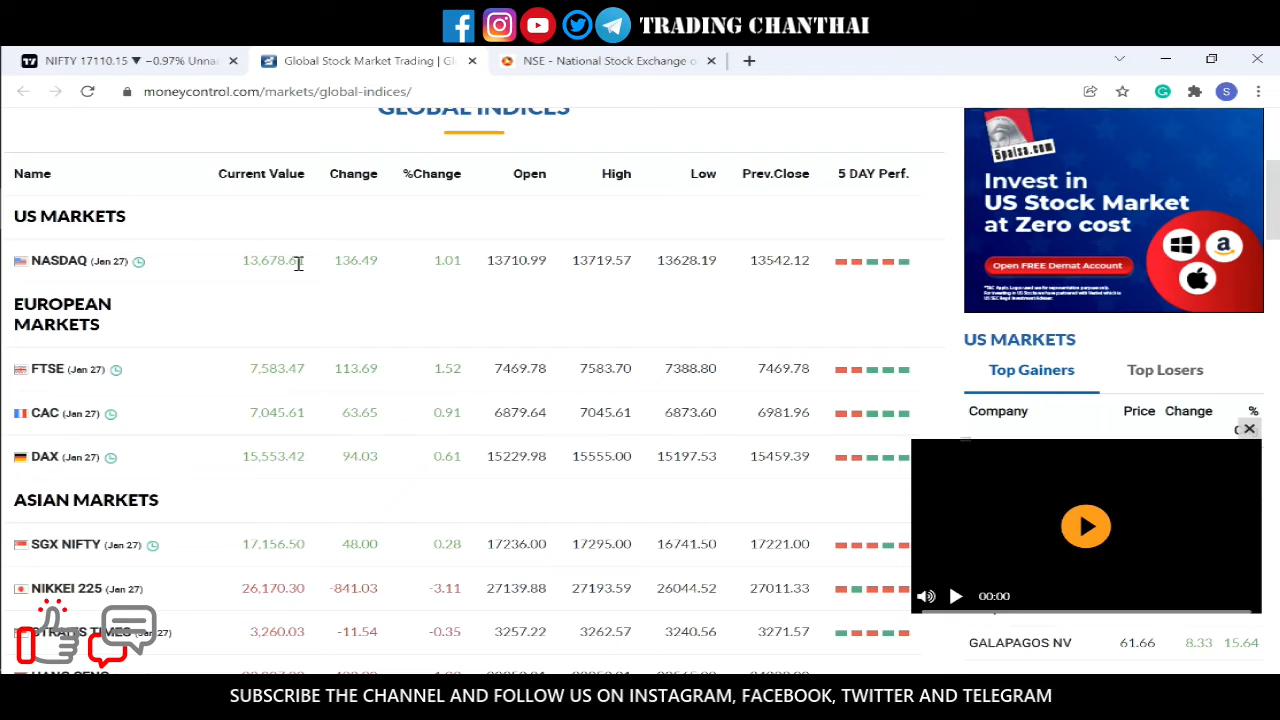 TRADING CHANTHAI
NIFTY 17110.15 ▼ −0.97% Unna
Global Stock Market Trading | Gl
NSE - National Stock Exchange o
moneycontrol.com/markets/global-indices/
S
GLOBAL INDICES
Name Current Value Change %Change Open High Low Prev.Close 5 DAY Perf.
US MARKETS
NASDAQ (Jan 27) 136.49 1.01 13710.99 13719.57 13628.19 13542.12
EUROPEAN
MARKETS
FTSE (Jan 27) 7,583.47 113.69 1.52 7469.78 7583.70 7388.80 7469.78
CAC (Jan 27) 7,045.61 63.65 0.91 6879.64 7045.61 6873.60 6981.96
DAX (Jan 27) 15,553.42 94.03 0.61 15229.98 15555.00 15197.53 15459.39
ASIAN MARKETS
SGX NIFTY (Jan 27) 17,156.50 48.00 0.28 17236.00 17295.00 16741.50 17221.00
NIKKEI 225 (Jan 27) 26,170.30 -841.03 -3.11 27139.88 27193.59 26044.52 27011.33
STRAITS TIMES (Jan 27) 3,260.03 -11.54 -0.35 3257.22 3262.57 3240.56 3271.57
5paisa.com
Invest in
US Stock Market
at Zero cost
Open FREE Demat Account
US MARKETS
Top Gainers Top Losers
Company Price Change %
00:00
GALAPAGOS NV 61.66 8.33 15.64
SUBSCRIBE THE CHANNEL AND FOLLOW US ON INSTAGRAM, FACEBOOK, TWITTER AND TELEGRAM